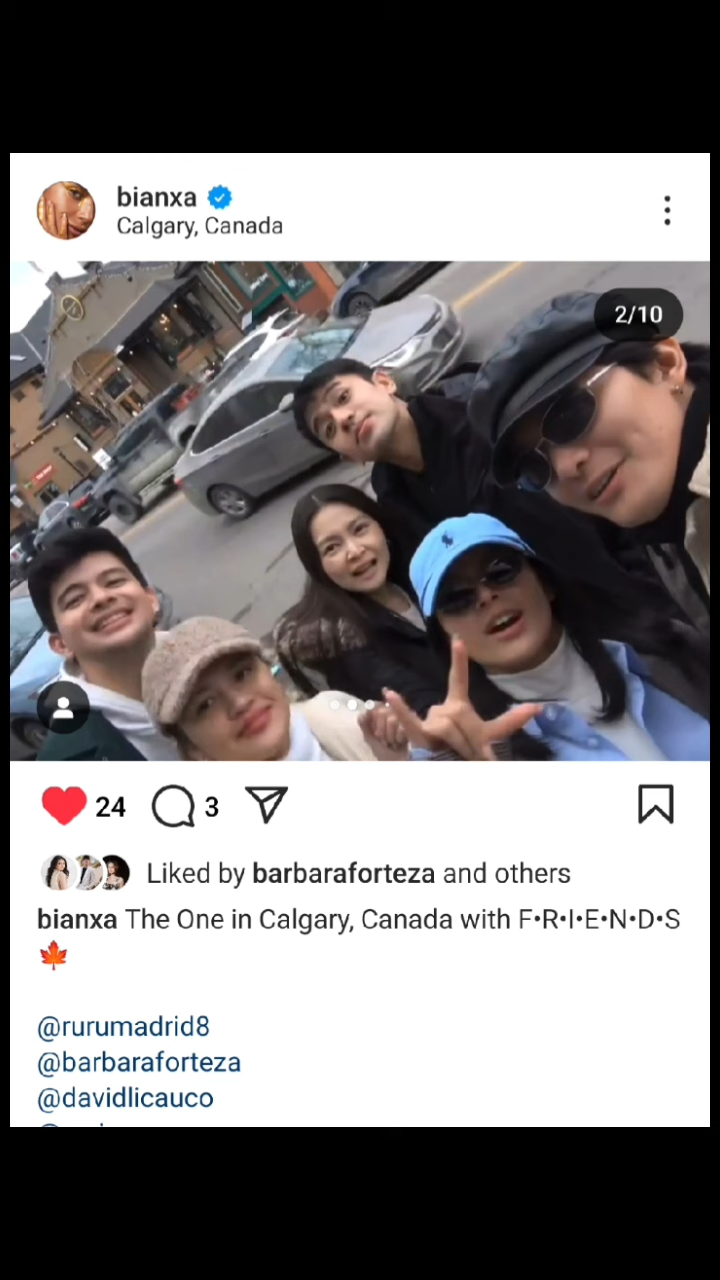 bianxa
Calgary, Canada
2/10
24
3
Liked by barbaraforteza and others
bianxa The One in Calgary, Canada with F•R•I•E•N•D•S
🍁
@rurumadrid8
@barbaraforteza
@davidlicauco